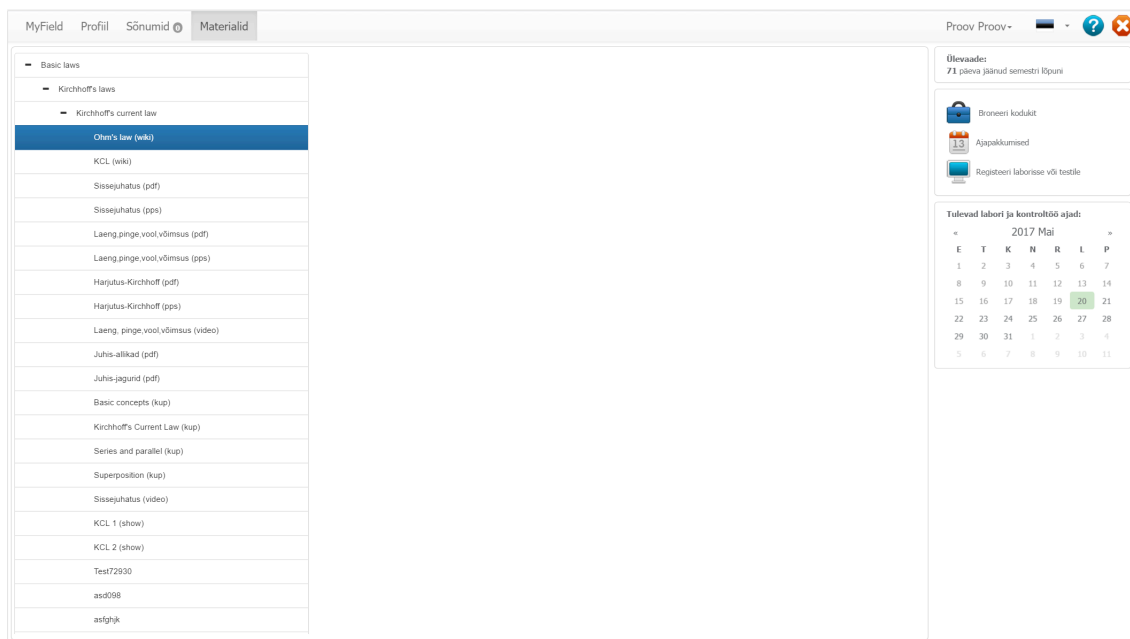 MyField Profiil Sõnumid 0 Materialid Proov Proov
Basic laws
Kirchhoff's laws
Kirchhoff's current law
Ohm's law (wiki)
KCL (wiki)
Sissejuhatus (pdf)
Sissejuhatus (pps)
Laeng,pinge,vool,võimsus (pdf)
Laeng,pinge,vool,võimsus (pps)
Harjutus-Kirchhoff (pdf)
Harjutus-Kirchhoff (pps)
Laeng, pinge,vool,võimsus (video)
Juhis-allikad (pdf)
Juhis-jagurid (pdf)
Basic concepts (kup)
Kirchhoff's Current Law (kup)
Series and parallel (kup)
Superposition (kup)
Sissejuhatus (video)
KCL 1 (show)
KCL 2 (show)
Test72930
asd098
asfghjk
Ülevaade:
71 päeva jäänud semestri lõpuni
Broneeri kodukit
13 Ajapakkumised
Registeeri laborisse või testile
Tulevad labori ja kontroltöö ajad:
« 2017 Mai »
E T K N R L P
1 2 3 4 5 6 7
8 9 10 11 12 13 14
15 16 17 18 19 20 21
22 23 24 25 26 27 28
29 30 31 1 2 3 4
5 6 7 8 9 10 11